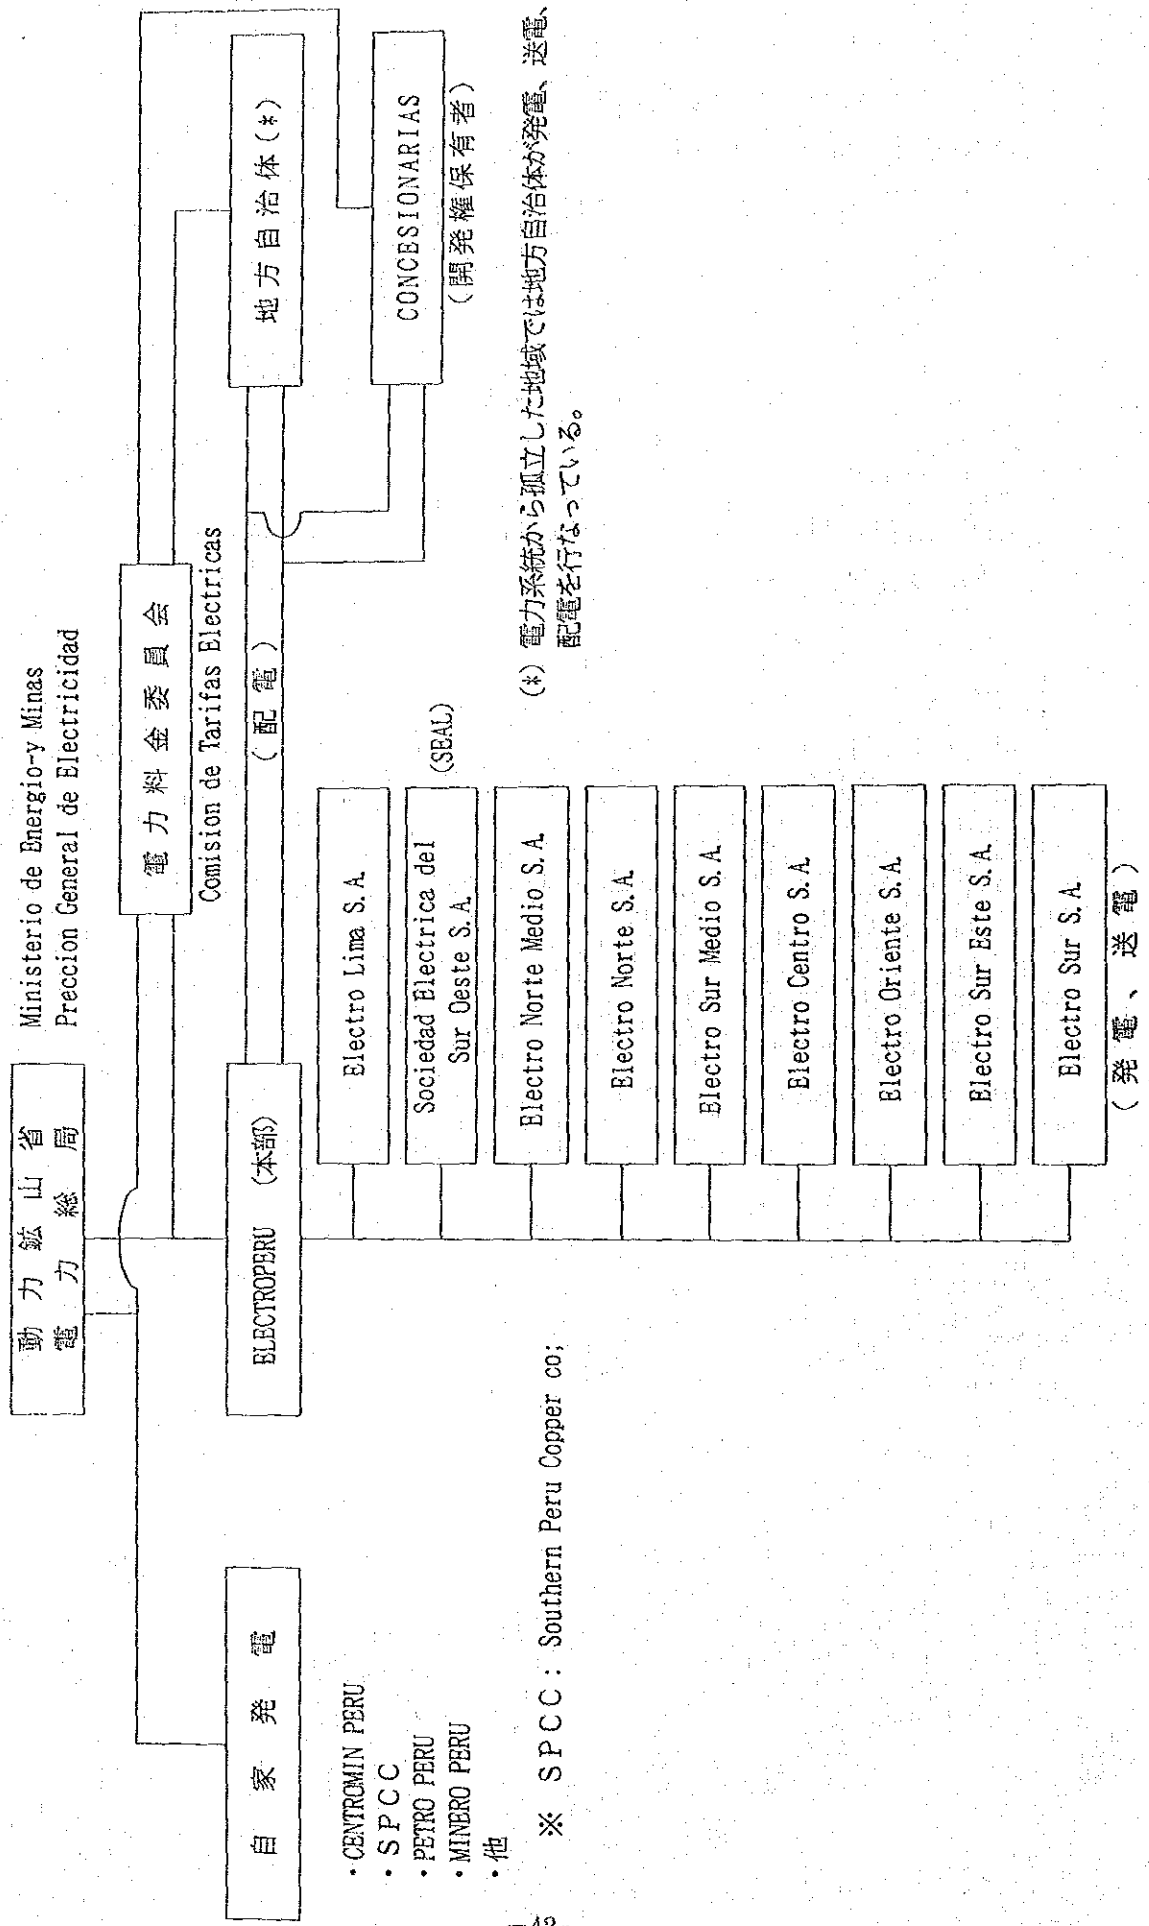 動力鉱山省
電力総局
Ministerio de Energio-y Minas
Preccion General de Electricidad
電力料金委員会
Comision de Tarifas Electricas
自家発電
ELECTROPERU (本部)
(配電)
地方自治体(*)
CONCESIONARIAS
(開発権保有者)
・CENTROMIN PERU
・SPCC
・PETRO PERU
・MINERO PERU
・他
※ SPCC: Southern Peru Copper co;
Electro Lima S.A.
Sociedad Electrica del
Sur Oeste S.A.
(SEAL)
Electro Norte Medio S.A.
Electro Norte S.A.
Electro Sur Medio S.A.
Electro Centro S.A.
Electro Oriente S.A.
Electro Sur Este S.A.
Electro Sur S.A.
(発電、送電)
(*) 電力系統から孤立した地域では地方自治体が発電、送電、
配電を行なっている。